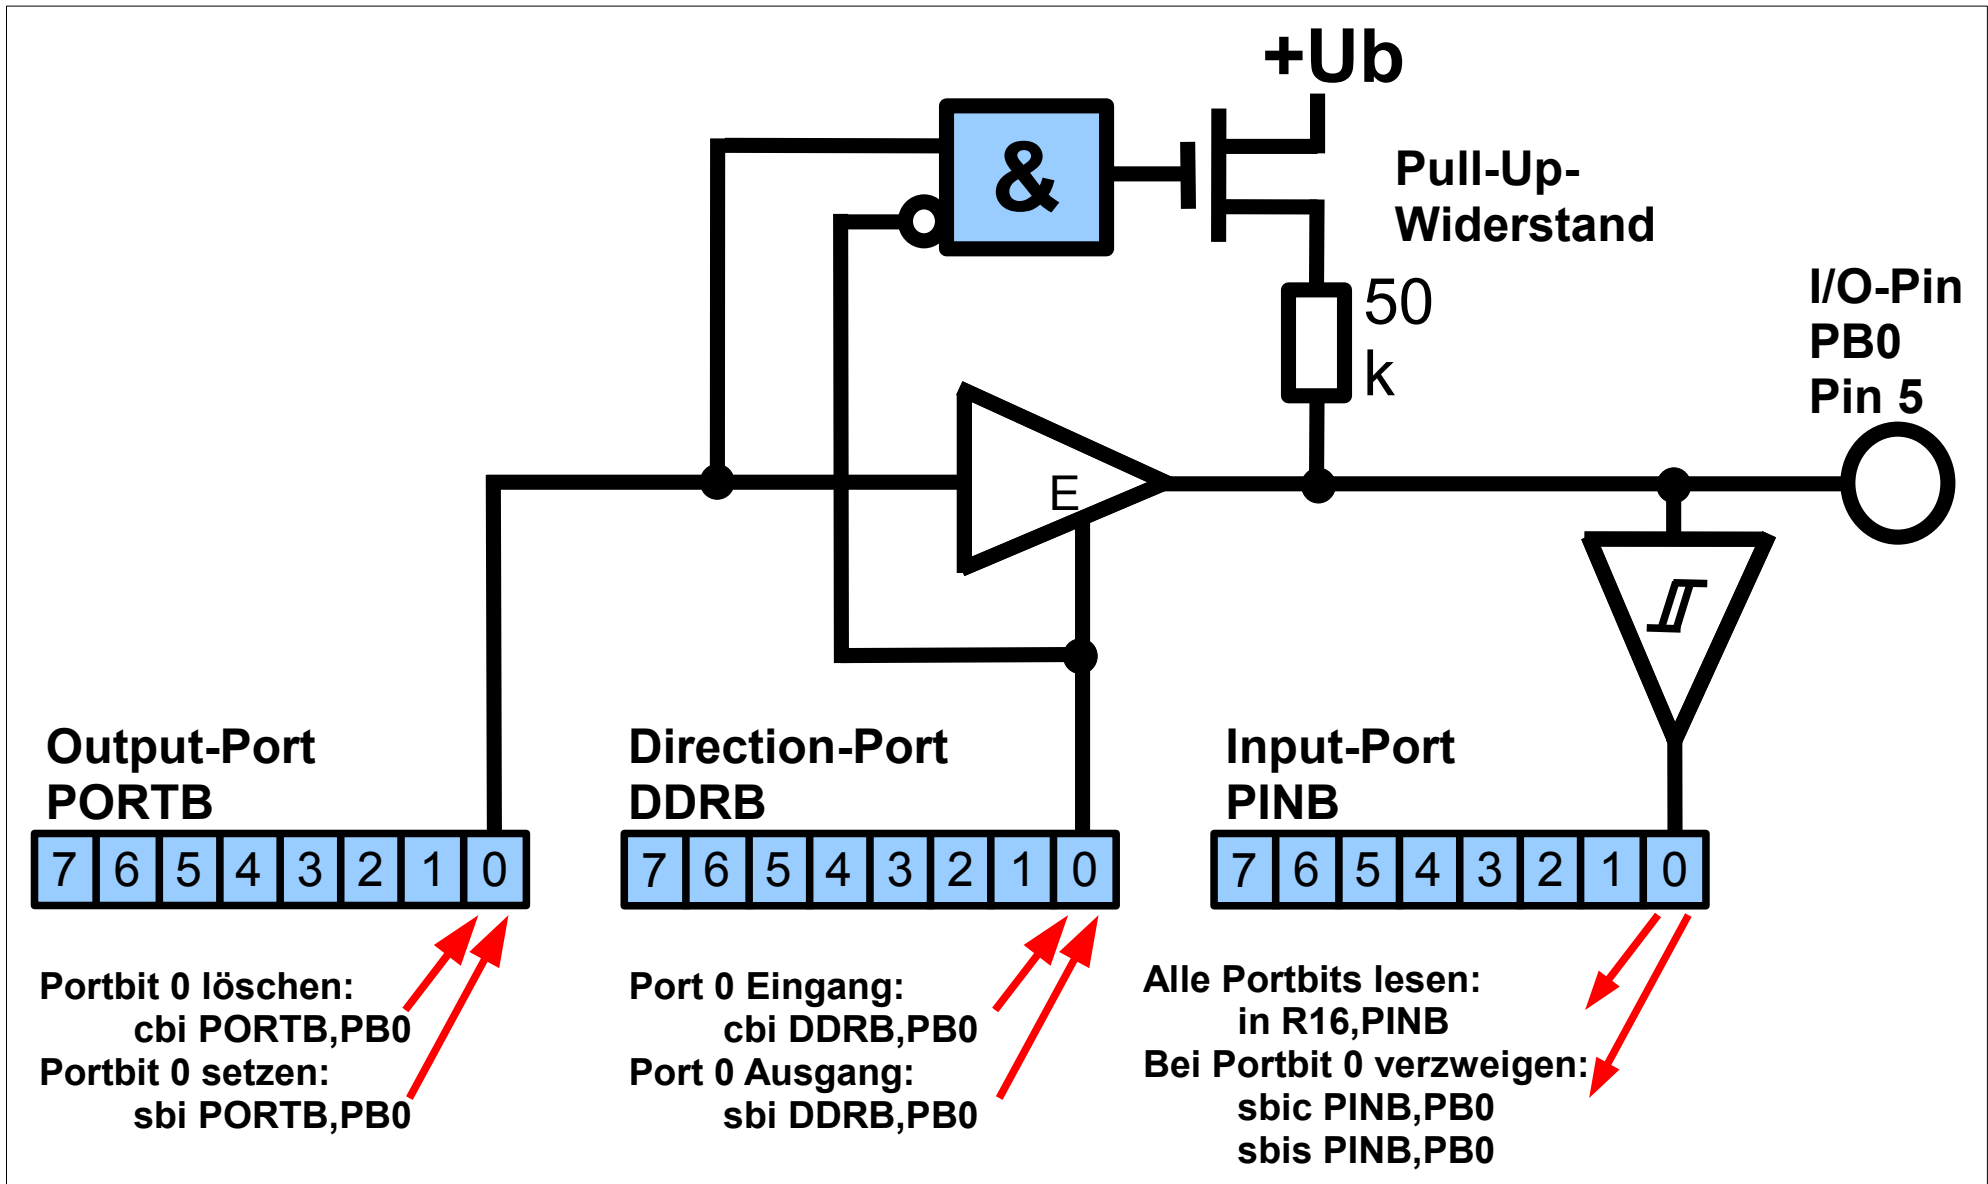 +Ub
&
Pull-Up-
Widerstand
50
k
I/O-Pin
PB0
Pin 5
E
Output-Port
PORTB
7 6 5 4 3 2 1 0
Portbit 0 löschen:
cbi PORTB,PB0
Portbit 0 setzen:
sbi PORTB,PB0
Direction-Port
DDRB
7 6 5 4 3 2 1 0
Port 0 Eingang:
cbi DDRB,PB0
Port 0 Ausgang:
sbi DDRB,PB0
Input-Port
PINB
7 6 5 4 3 2 1 0
Alle Portbits lesen:
in R16,PINB
Bei Portbit 0 verzweigen:
sbic PINB,PB0
sbis PINB,PB0